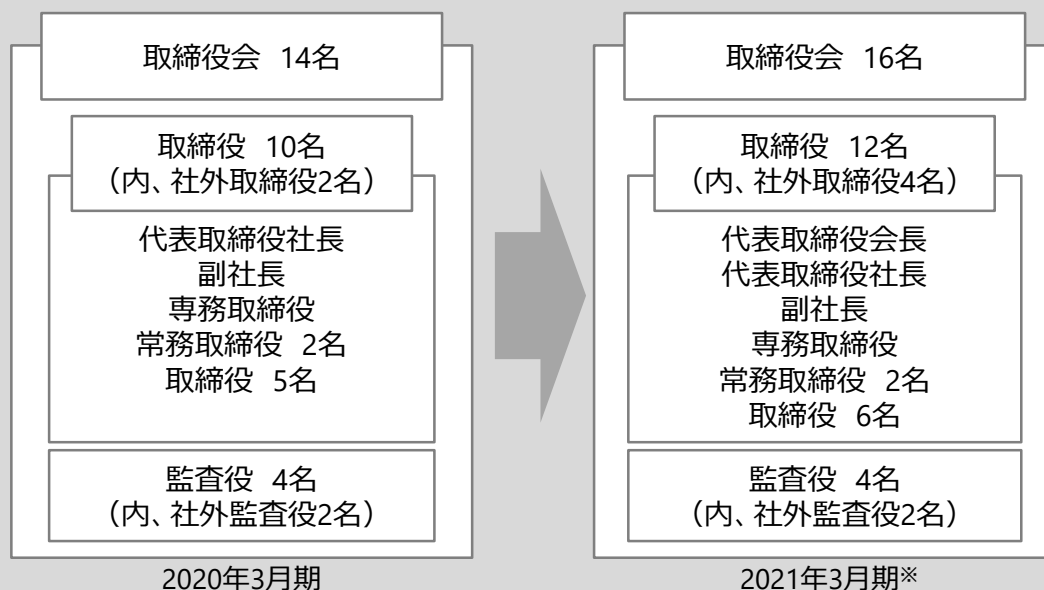 取締役会 14名
取締役 10名
（内、社外取締役2名）
代表取締役社長
副社長
専務取締役
常務取締役 2名
取締役 5名
監査役 4名
（内、社外監査役2名）
2020年3月期
取締役会 16名
取締役 12名
（内、社外取締役4名）
代表取締役会長
代表取締役社長
副社長
専務取締役
常務取締役 2名
取締役 6名
監査役 4名
（内、社外監査役2名）
2021年3月期※